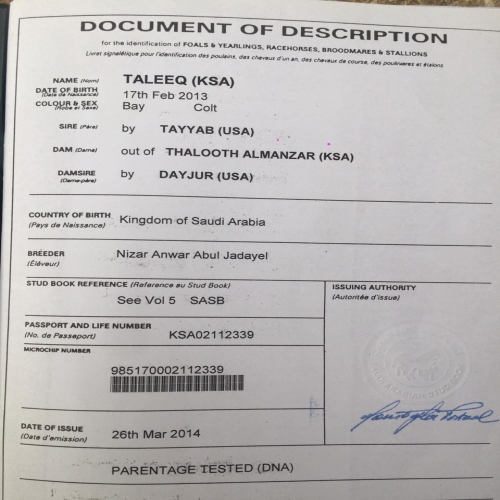 DOCUMENT OF DESCRIPTION
for the identification of FOALS & YEARLINGS, RACEHORSES, BROODMARES & STALLIONS
Livret signalétique pour l'identification des poulains, des chevaux d'un an, des chevaux de course, des poulinières et étalons
NAME (Nom) TALEEQ (KSA)
DATE OF BIRTH 17th Feb 2013
(Date de Naissance)
COLOUR & SEX Bay Colt
(Robe et Sexe)
SIRE (Père) by TAYYAB (USA)
DAM (Dame) out of THALOOTH ALMANZAR (KSA)
DAMSIRE by DAYJUR (USA)
(Dame-père)
COUNTRY OF BIRTH Kingdom of Saudi Arabia
(Pays de Naissance)
BREEDER Nizar Anwar Abul Jadayel
(Éleveur)
STUD BOOK REFERENCE (Reference au Stud Book)
See Vol 5 SASB
ISSUING AUTHORITY
(Autoritée d'issue)
PASSPORT AND LIFE NUMBER
(No. de Passeport) KSA02112339
MICROCHIP NUMBER
985170002112339
DATE OF ISSUE 26th Mar 2014
(Date d'emission)
PARENTAGE TESTED (DNA)